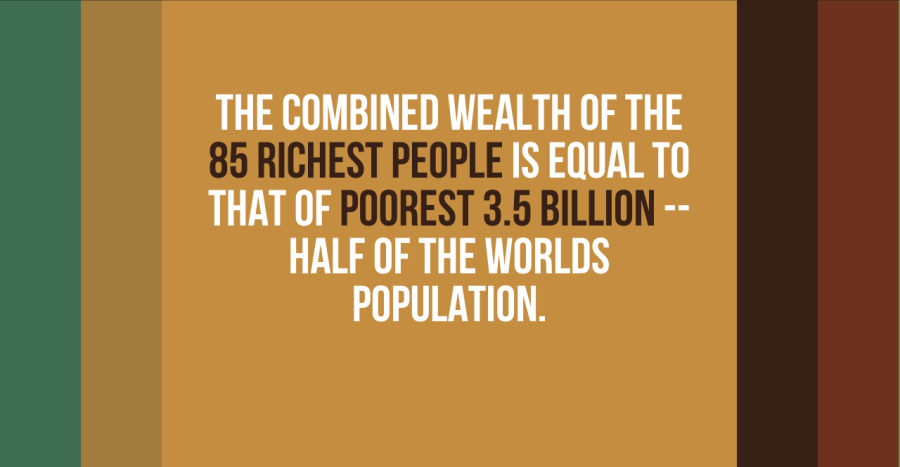 THE COMBINED WEALTH OF THE
85 RICHEST PEOPLE IS EQUAL TO
THAT OF POOREST 3.5 BILLION --
HALF OF THE WORLDS
POPULATION.